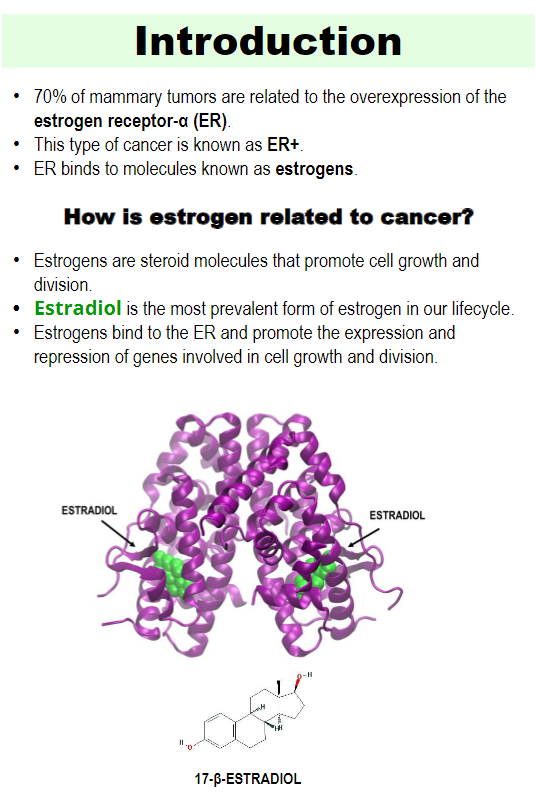 Introduction
• 70% of mammary tumors are related to the overexpression of the
estrogen receptor-α (ER).
• This type of cancer is known as ER+.
• ER binds to molecules known as estrogens.
How is estrogen related to cancer?
• Estrogens are steroid molecules that promote cell growth and
division.
• Estradiol is the most prevalent form of estrogen in our lifecycle.
• Estrogens bind to the ER and promote the expression and
repression of genes involved in cell growth and division.
ESTRADIOL
ESTRADIOL
O-H
H
H
H
H
O
17-β-ESTRADIOL